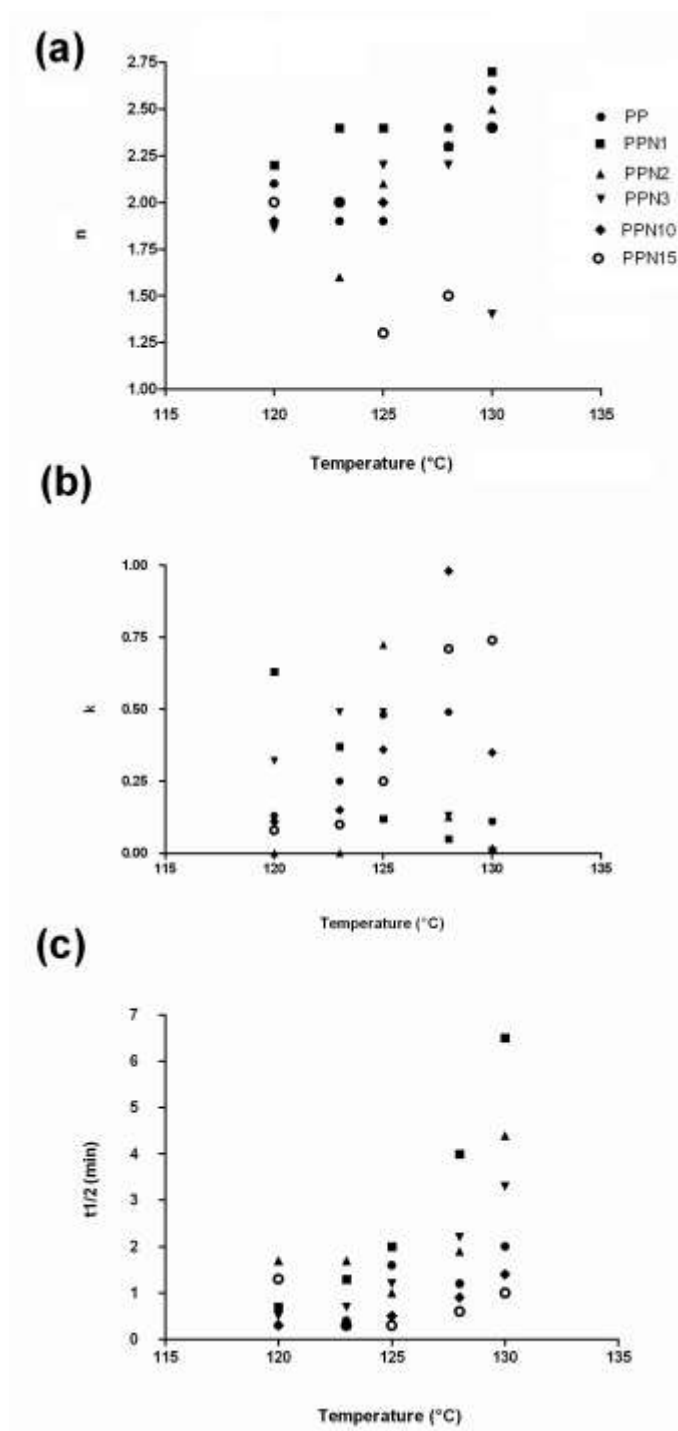 (a)
2.75
2.50
2.25
2.00
1.75
1.50
1.25
1.00
n
115 120 125 130 135
Temperature (°C)
PP
PPN1
PPN2
PPN3
PPN10
PPN15
(b)
1.00
0.75
0.50
0.25
0.00
k
115 120 125 130 135
Temperature (°C)
(c)
7
6
5
4
3
2
1
0
t1/2 (min)
115 120 125 130 135
Temperature (°C)